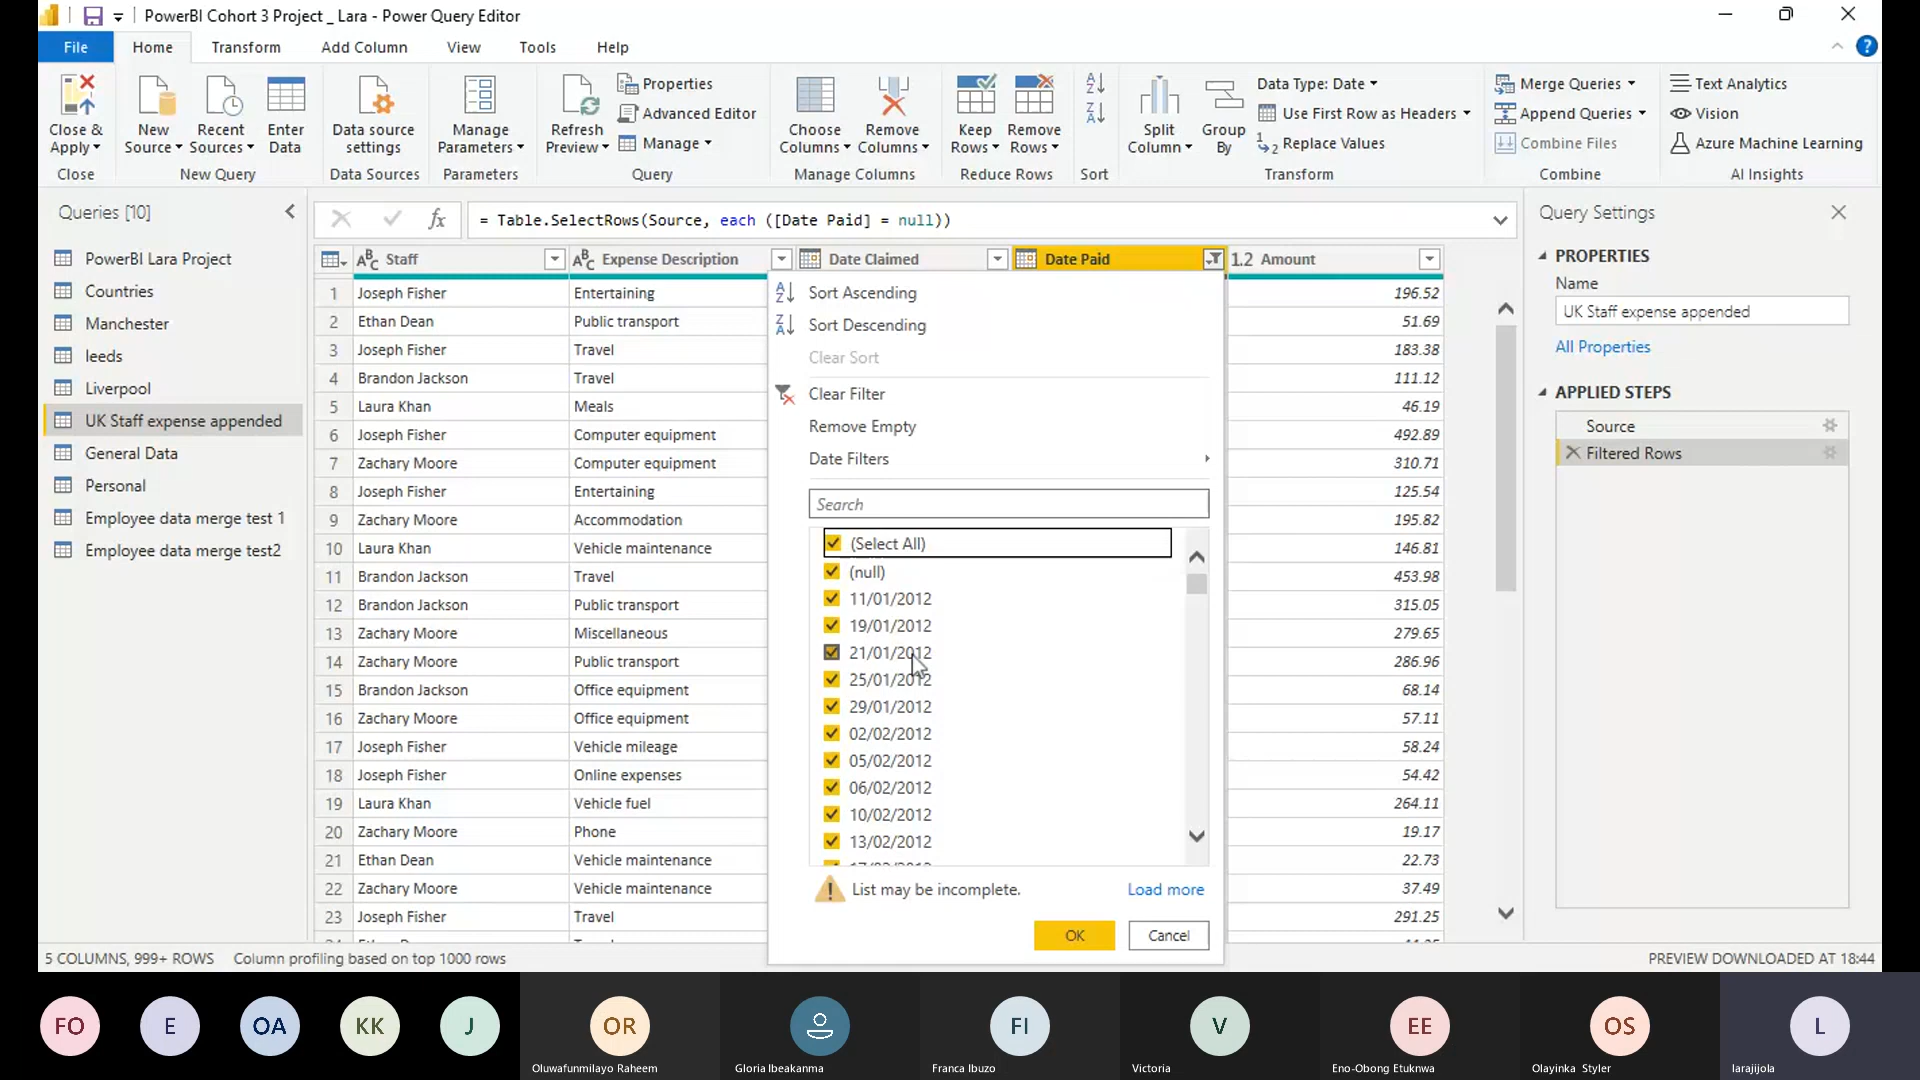 PowerBI Cohort 3 Project _ Lara - Power Query Editor
File Home Transform Add Column View Tools Help
Close & Apply
Close
New Source
Recent Sources
Enter Data
New Query
Data source settings
Data Sources
Manage Parameters
Parameters
Refresh Preview
Properties
Advanced Editor
Manage
Query
Choose Columns
Remove Columns
Manage Columns
Keep Rows
Remove Rows
Reduce Rows
Sort
Split Column
Group By
Data Type: Date
Use First Row as Headers
Replace Values
Transform
Merge Queries
Append Queries
Combine Files
Combine
Text Analytics
Vision
Azure Machine Learning
AI Insights
Queries [10]
PowerBI Lara Project
Countries
Manchester
leeds
Liverpool
UK Staff expense appended
General Data
Personal
Employee data merge test 1
Employee data merge test2
= Table.SelectRows(Source, each ([Date Paid] = null))
Staff Expense Description Date Claimed Date Paid 1.2 Amount
1 Joseph Fisher Entertaining 196.52
2 Ethan Dean Public transport 51.69
3 Joseph Fisher Travel 183.38
4 Brandon Jackson Travel 111.12
5 Laura Khan Meals 46.19
6 Joseph Fisher Computer equipment 492.89
7 Zachary Moore Computer equipment 310.71
8 Joseph Fisher Entertaining 125.54
9 Zachary Moore Accommodation 195.82
10 Laura Khan Vehicle maintenance 146.81
11 Brandon Jackson Travel 453.98
12 Brandon Jackson Public transport 315.05
13 Zachary Moore Miscellaneous 279.65
14 Zachary Moore Public transport 286.96
15 Brandon Jackson Office equipment 68.14
16 Zachary Moore Office equipment 57.11
17 Joseph Fisher Vehicle mileage 58.24
18 Joseph Fisher Online expenses 54.42
19 Laura Khan Vehicle fuel 264.11
20 Zachary Moore Phone 19.17
21 Ethan Dean Vehicle maintenance 22.73
22 Zachary Moore Vehicle maintenance 37.49
23 Joseph Fisher Travel 291.25
Sort Ascending
Sort Descending
Clear Sort
Clear Filter
Remove Empty
Date Filters
Search
(Select All)
(null)
11/01/2012
19/01/2012
21/01/2012
25/01/2012
29/01/2012
02/02/2012
05/02/2012
06/02/2012
10/02/2012
13/02/2012
List may be incomplete. Load more
OK Cancel
Query Settings
PROPERTIES
Name
UK Staff expense appended
All Properties
APPLIED STEPS
Source
Filtered Rows
5 COLUMNS, 999+ ROWS Column profiling based on top 1000 rows PREVIEW DOWNLOADED AT 18:44
FO E OA KK J OR FI V EE OS L
Oluwafunmilayo Raheem Gloria Ibeakanma Franca Ibuzo Victoria Eno-Obong Etuknwa Olayinka Styler larajijola